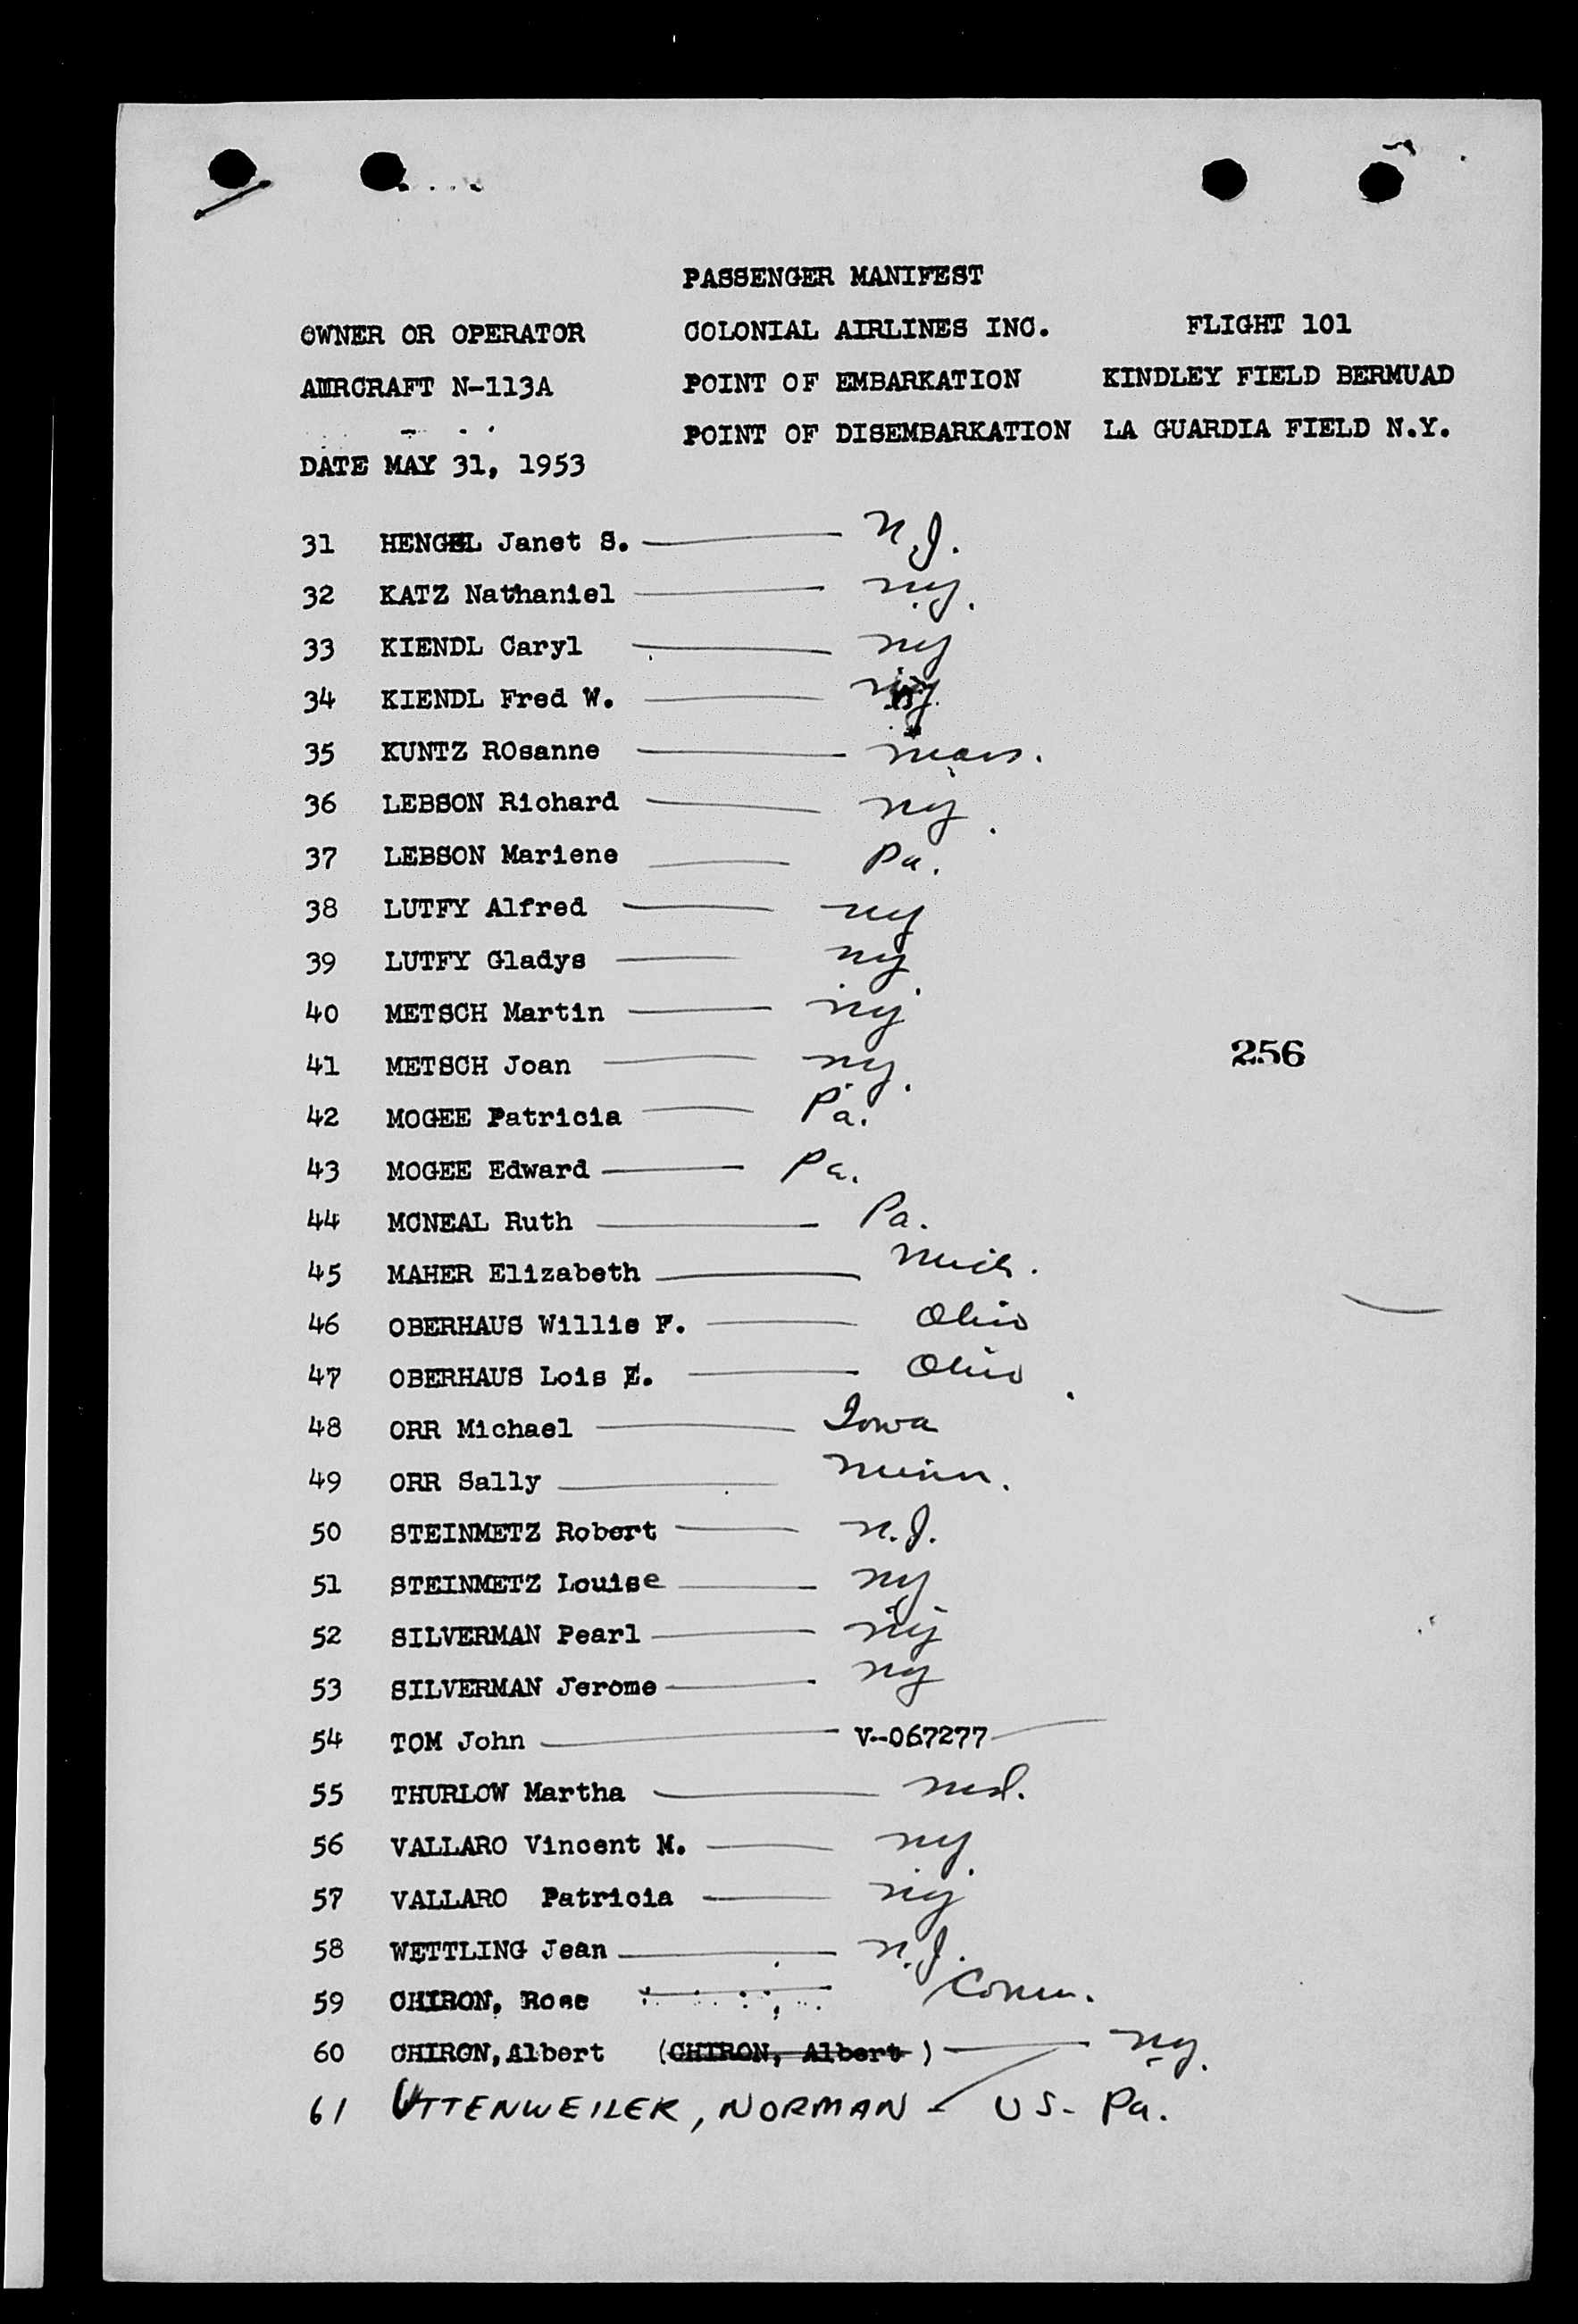 PASSENGER MANIFEST
OWNER OR OPERATOR COLONIAL AIRLINES INC. FLIGHT 101
AIRCRAFT N-113A POINT OF EMBARKATION KINDLEY FIELD BERMUAD
POINT OF DISEMBARKATION LA GUARDIA FIELD N.Y.
DATE MAY 31, 1953
31 HENGEL Janet S. N.J.
32 KATZ Nathaniel NY.
33 KIENDL Caryl NY
34 KIENDL Fred W. NY
35 KUNTZ ROsanne Mass.
36 LEBSON Richard NY
37 LEBSON Marlene Pa.
38 LUTFY Alfred NY
39 LUTFY Gladys NY
40 METSCH Martin NY
41 METSCH Joan NY.
256
42 MOGEE Patricia Pa.
43 MOGEE Edward Pa.
44 MCNEAL Ruth Pa.
45 MAHER Elizabeth Mich.
46 OBERHAUS Willis F. Ohio
47 OBERHAUS Lois E. Ohio
48 ORR Michael Iowa
49 ORR Sally Minn.
50 STEINMETZ Robert N.J.
51 STEINMETZ Louise NY
52 SILVERMAN Pearl NY
53 SILVERMAN Jerome NY
54 TOM John V-067277
55 THURLOW Martha Md.
56 VALLARO Vincent M. NY
57 VALLARO Patricia NY
58 WETTLING Jean N.J.
59 CHIRON, Rose Conn.
60 CHIRON, Albert (CHIRON, Albert) NY.
61 UTTENWEILER, NORMAN - US- Pa.